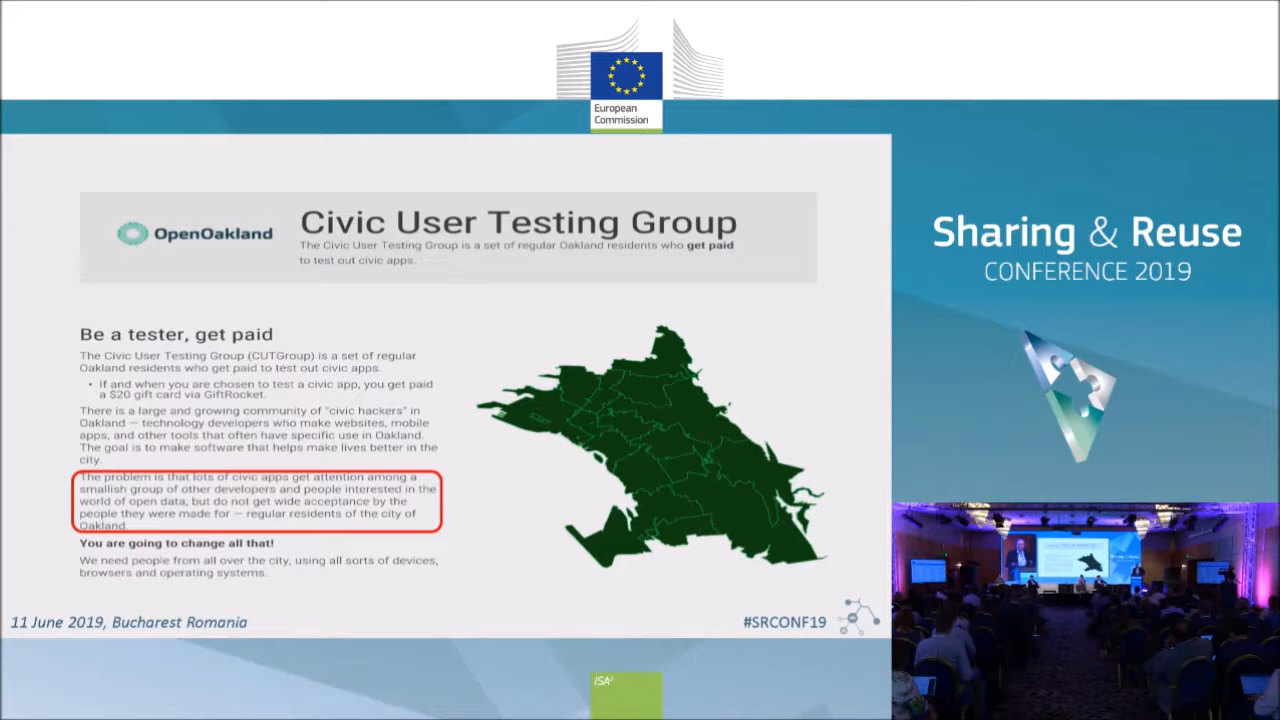 European
Commission
OpenOakland
Civic User Testing Group
The Civic User Testing Group is a set of regular Oakland residents who get paid
to test out civic apps.
Be a tester, get paid
The Civic User Testing Group (CUTGroup) is a set of regular
Oakland residents who get paid to test out civic apps.
• If and when you are chosen to test a civic app, you get paid
a $20 gift card via GiftRocket.
There is a large and growing community of "civic hackers" in
Oakland — technology developers who make websites, mobile
apps, and other tools that often have specific use in Oakland.
The goal is to make software that helps make lives better in the
city.
The problem is that lots of civic apps get attention among a
smallish group of other developers and people interested in the
world of open data, but do not get wide acceptance by the
people they were made for — regular residents of the city of
Oakland.
You are going to change all that!
We need people from all over the city, using all sorts of devices,
browsers and operating systems.
11 June 2019, Bucharest Romania
#SRCONF19
Sharing & Reuse
CONFERENCE 2019
ISA²